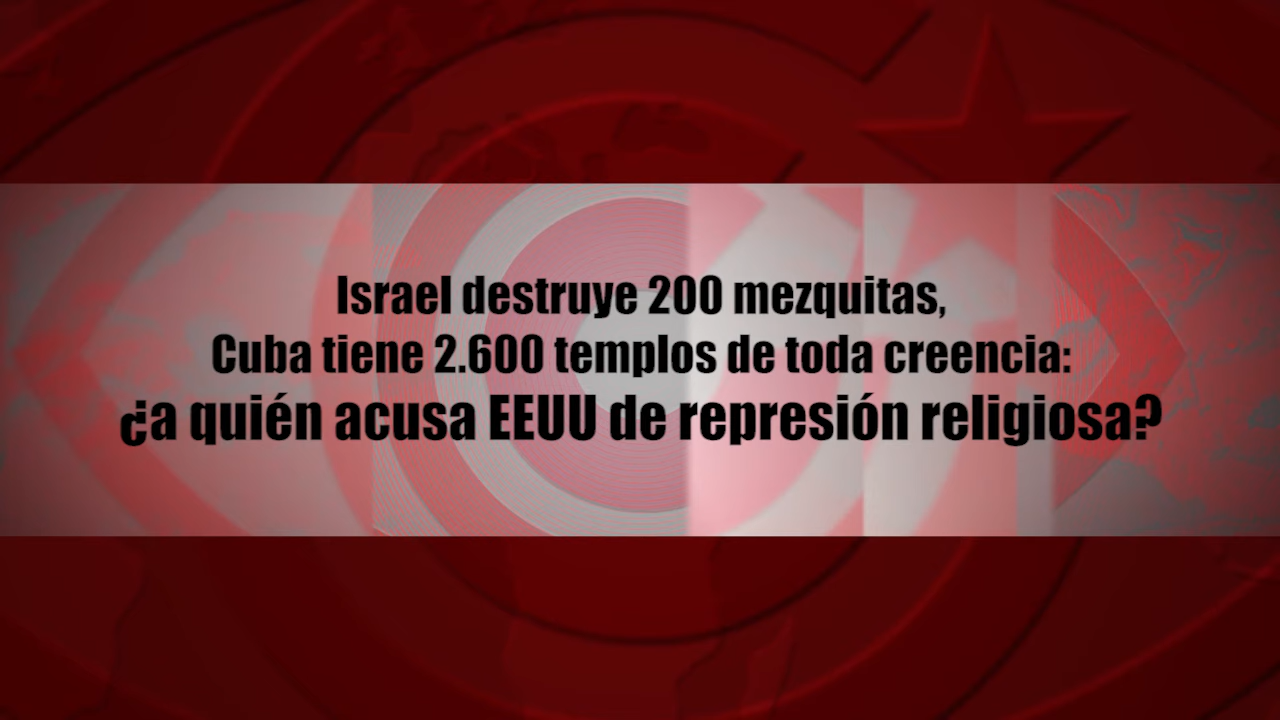 Israel destruye 200 mezquitas,
Cuba tiene 2.600 templos de toda creencia:
¿a quién acusa EEUU de represión religiosa?